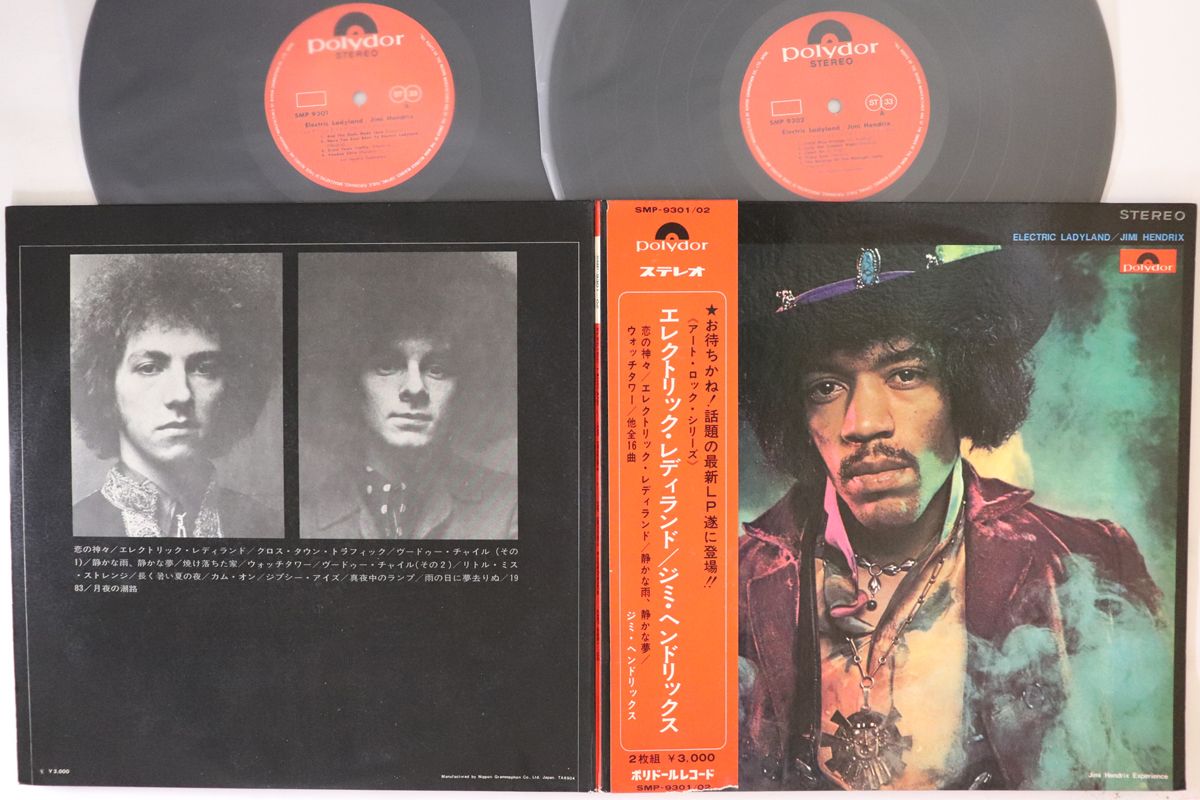 polydor
STEREO
SMP 9301
ST 33
Electric Ladyland Jimi Hendrix
polydor
STEREO
SMP 9302
ST 33
A
Electric Ladyland Jimi Hendrix
恋の神々/エレクトリック・レディランド/クロス・タウン・トラフィック/ヴードゥー・チャイル(その
1)/静かな雨、静かな夢/焼け落ちた家/ウォッチタワー/ヴードゥー・チャイル(その2)/リトル・ミス
・ストレンジ/長く暑い夏の夜/カム・オン/ジプシー・アイズ/真夜中のランプ/雨の日に夢去りぬ/19
83/月夜の潮路
¥3.000
Manufactured by Nippon Grammophon Co. Ltd. Japan.
SMP-9301/02
polydor
ステレオ
★お待ちかね!話題の最新LP遂に登場!!
〈アート・ロック・シリーズ〉
エレクトリック・レディランド/ジミ・ヘンドリックス
恋の神々/エレクトリック・レディランド/静かな雨、静かな夢/
ウォッチタワー/他全16曲
ジミ・ヘンドリックス
2枚組 ¥3.000
ポリドールレコード
SMP-9301/02
STEREO
ELECTRIC LADYLAND/JIMI HENDRIX
polydor
Jimi Hendrix Experience